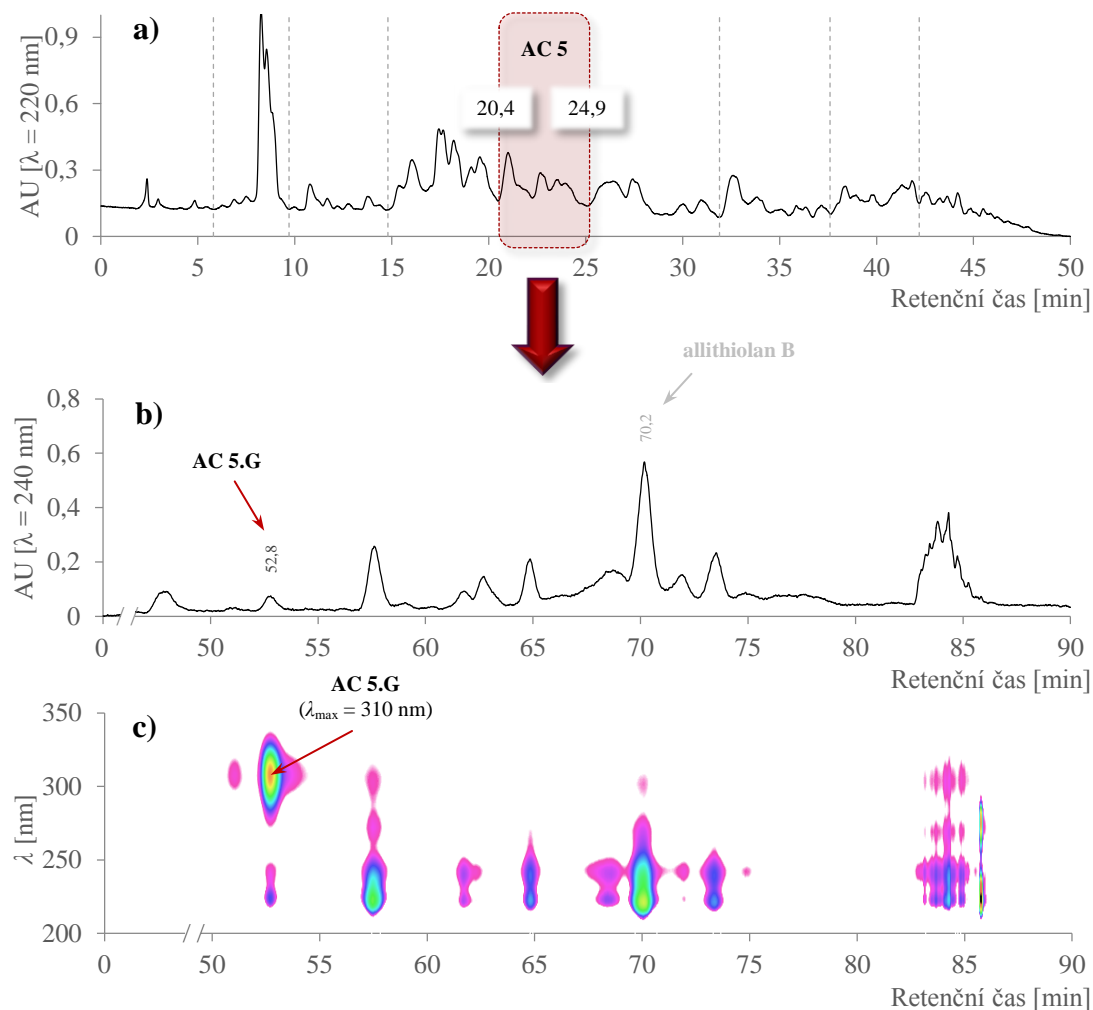 a)
AC 5
20,4
24,9
AU [λ = 220 nm]
0,9
0,6
0,3
0
0 5 10 15 20 25 30 35 40 45 50
Retenční čas [min]
b)
allithiolan B
70,2
AC 5.G
52,8
AU [λ = 240 nm]
0,8
0,6
0,4
0,2
0
0 50 55 60 65 70 75 80 85 90
Retenční čas [min]
AC 5.G
(λmax = 310 nm)
c)
λ [nm]
350
300
250
200
0 50 55 60 65 70 75 80 85 90
Retenční čas [min]